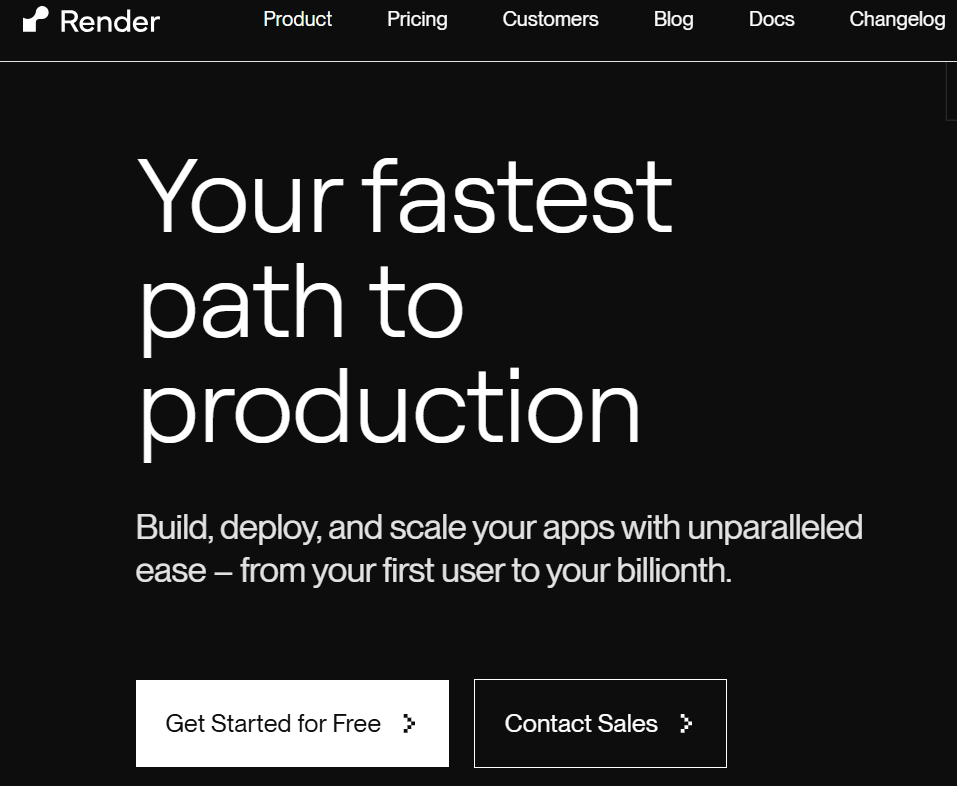 Render Product Pricing Customers Blog Docs Changelog
Your fastest
path to
production
Build, deploy, and scale your apps with unparalleled
ease – from your first user to your billionth.
Get Started for Free Contact Sales